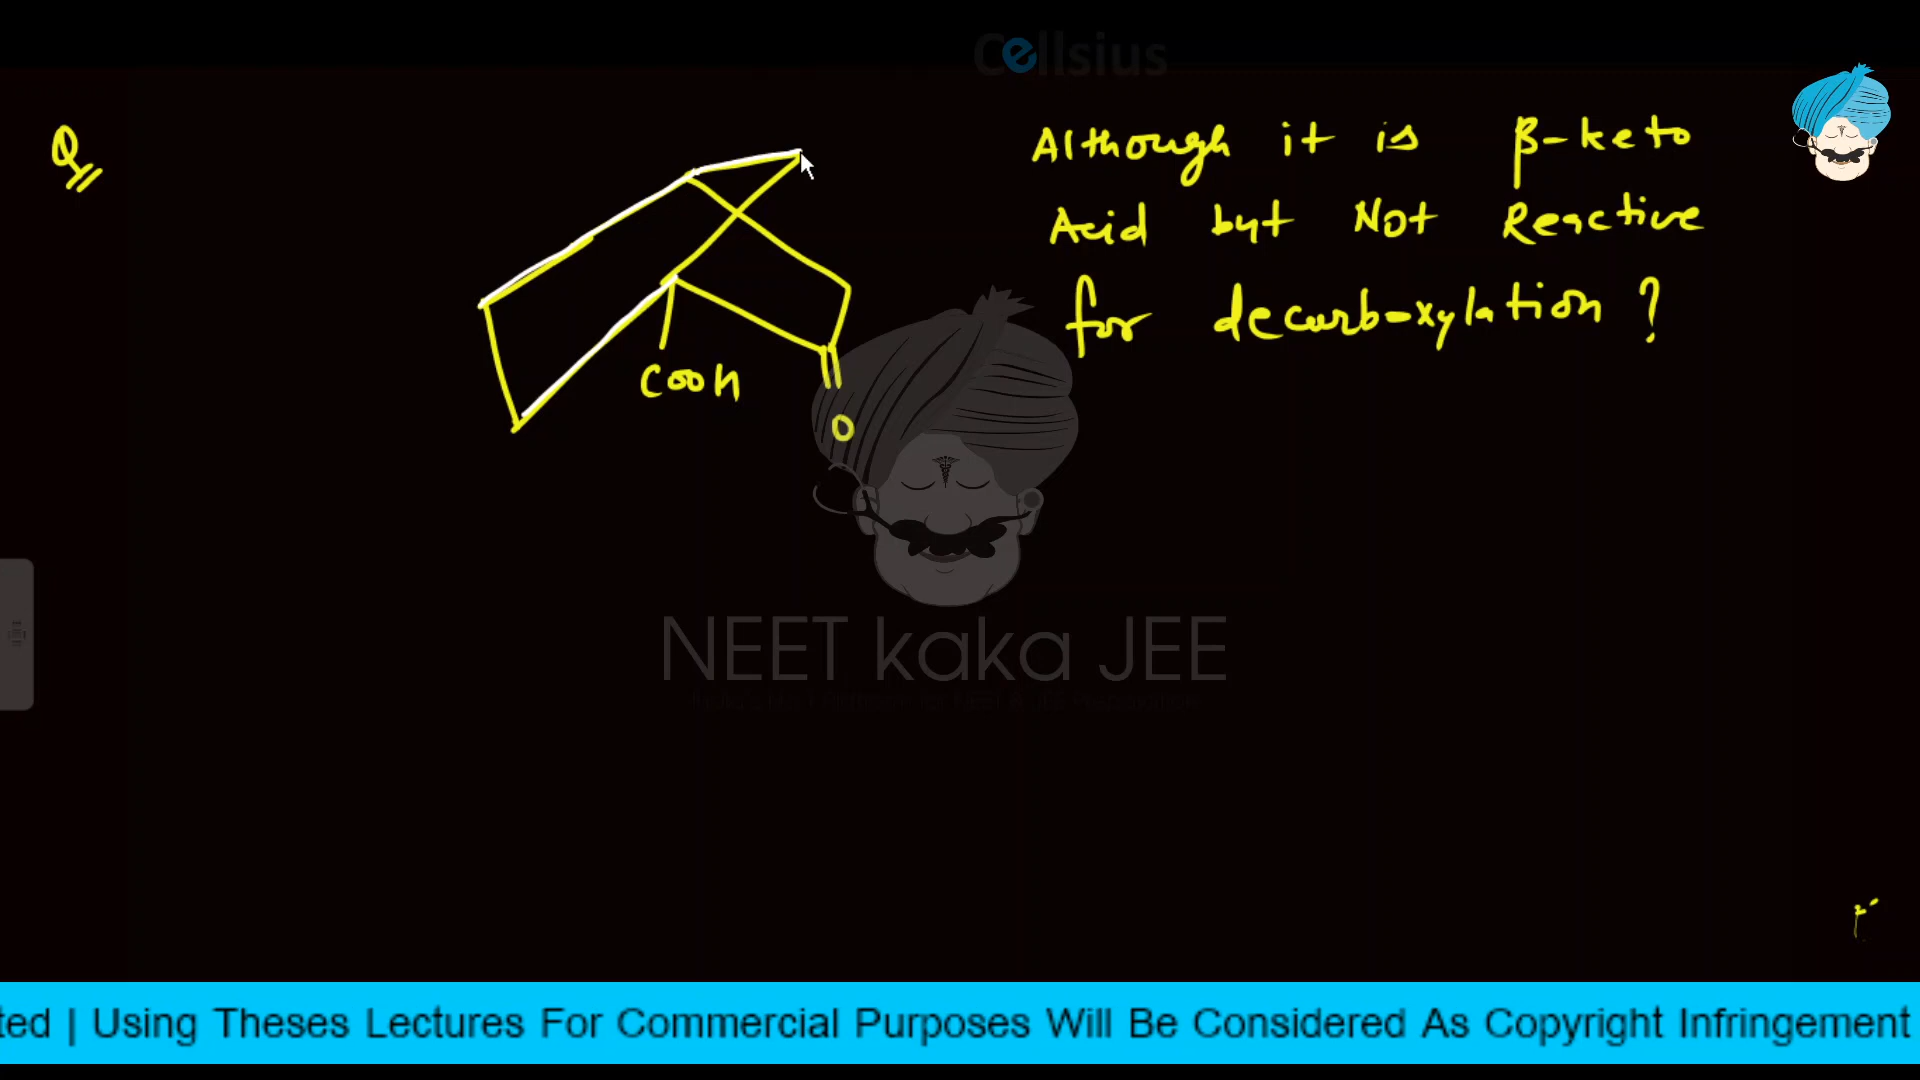 Cellsius
Q
Although it is β-keto
Acid but Not Reactive
for decarboxylation ?
COOH
O
NEET kaka JEE
ted | Using Theses Lectures For Commercial Purposes Will Be Considered As Copyright Infringement